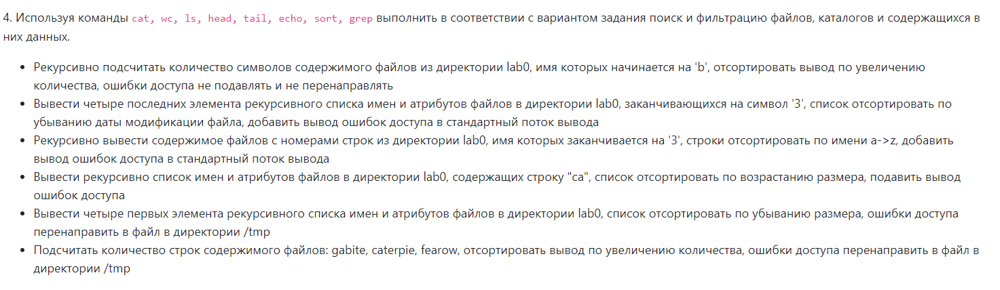 4. Используя команды cat, wc, ls, head, tail, echo, sort, grep выполнить в соответствии с вариантом задания поиск и фильтрацию файлов, каталогов и содержащихся в
них данных.
• Рекурсивно подсчитать количество символов содержимого файлов из директории lab0, имя которых начинается на 'b', отсортировать вывод по увеличению
количества, ошибки доступа не подавлять и не перенаправлять
• Вывести четыре последних элемента рекурсивного списка имен и атрибутов файлов в директории lab0, заканчивающихся на символ '3', список отсортировать по
убыванию даты модификации файла, добавить вывод ошибок доступа в стандартный поток вывода
• Рекурсивно вывести содержимое файлов с номерами строк из директории lab0, имя которых заканчивается на '3', строки отсортировать по имени a->z, добавить
вывод ошибок доступа в стандартный поток вывода
• Вывести рекурсивно список имен и атрибутов файлов в директории lab0, содержащих строку "ca", список отсортировать по возрастанию размера, подавить вывод
ошибок доступа
• Вывести четыре первых элемента рекурсивного списка имен и атрибутов файлов в директории lab0, список отсортировать по убыванию размера, ошибки доступа
перенаправить в файл в директории /tmp
• Подсчитать количество строк содержимого файлов: gabite, caterpie, fearow, отсортировать вывод по увеличению количества, ошибки доступа перенаправить в файл в
директории /tmp